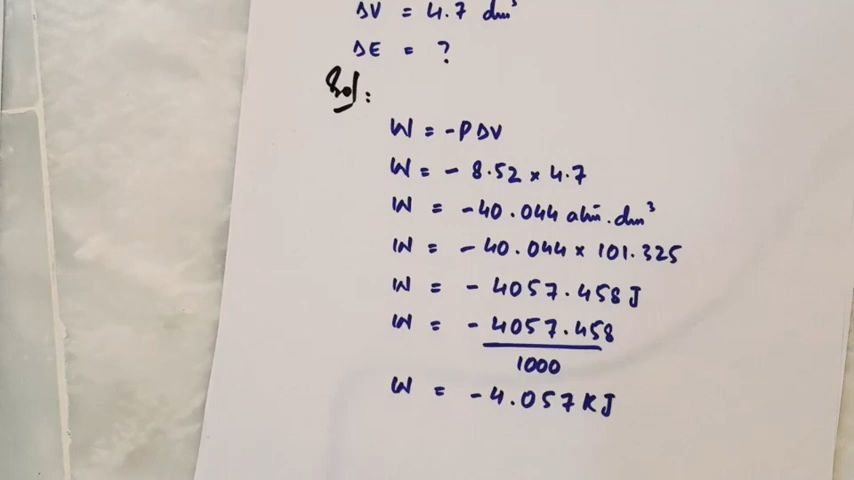 ΔV = 4.7 dm³
ΔE = ?
Sol:
W = -PΔV
W = - 8.52 × 4.7
W = -40.044 atm.dm³
W = -40.044 × 101.325
W = - 4057.458 J
W = - 4057.458
1000
W = -4.057 KJ